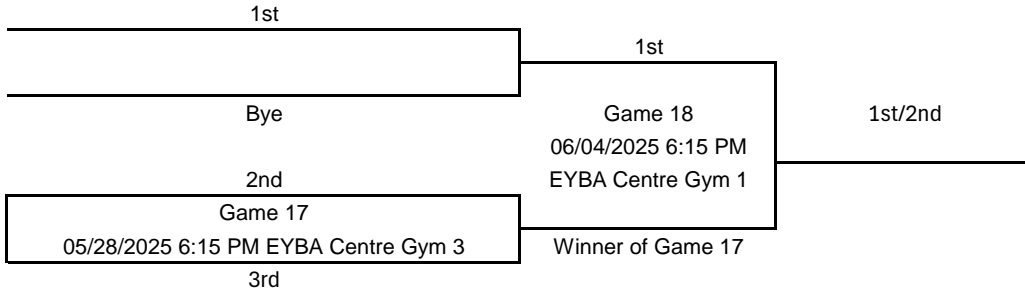 1st
1st
Bye
Game 18
06/04/2025 6:15 PM
EYBA Centre Gym 1
1st/2nd
2nd
Game 17
05/28/2025 6:15 PM EYBA Centre Gym 3
Winner of Game 17
3rd